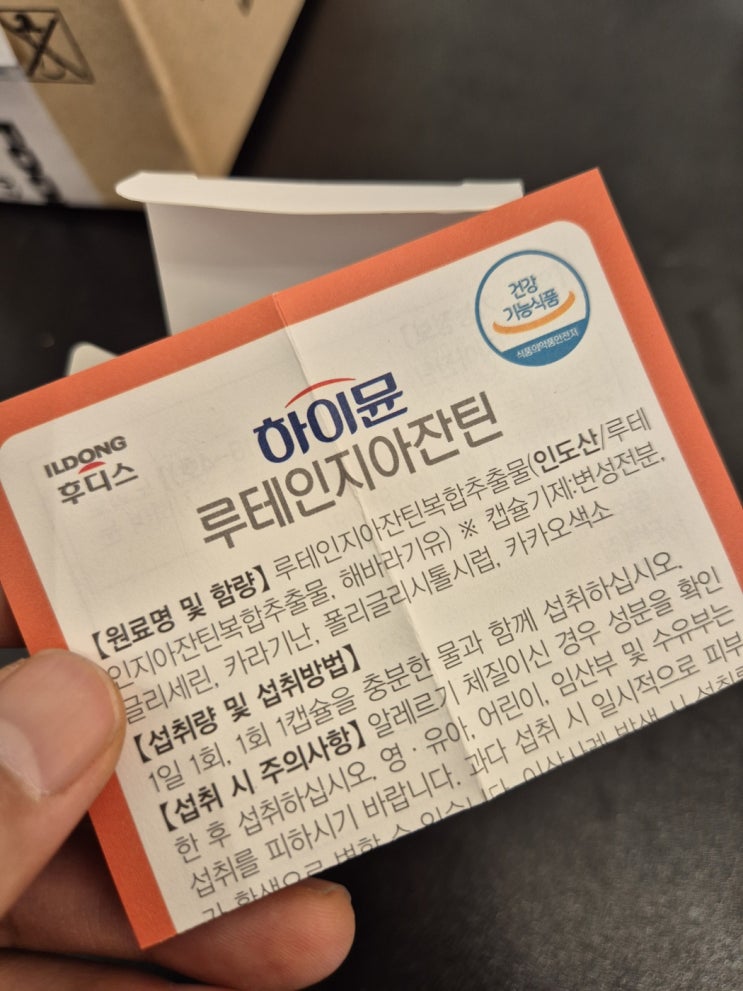 건강
기능식품
식품의약품안전처
ILDONG
후디스
하이뮨
루테인지아잔틴
【원료명 및 함량】 루테인지아잔틴복합추출물(인도산/루테
인지아잔틴복합추출물, 해바라기유) ※ 캡슐기제:변성전분,
글리세린, 카라기난, 폴리글리시톨시럽, 카카오색소
【섭취량 및 섭취방법】
1일 1회, 1회 1캡슐을 충분한 물과 함께 섭취하십시오.
【섭취 시 주의사항】 알레르기 체질이신 경우 성분을 확인
한 후 섭취하십시오. 영·유아, 어린이, 임산부 및 수유부는
섭취를 피하시기 바랍니다. 과다 섭취 시 일시적으로 피부